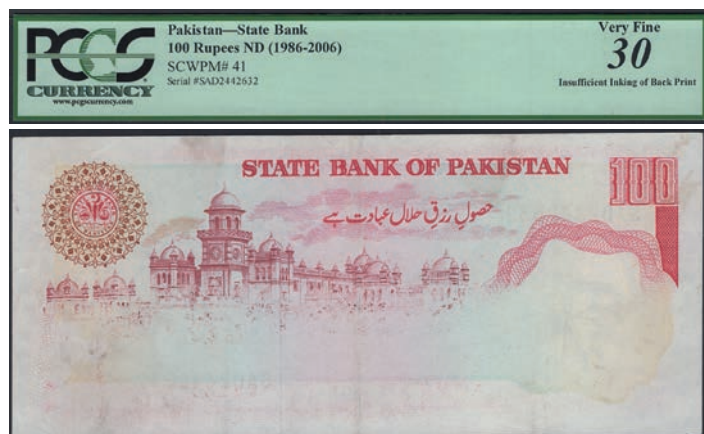 PCGS
CURRENCY
www.pcgscurrency.com
Pakistan—State Bank
100 Rupees ND (1986-2006)
SCWPM# 41
Serial #SAD2442632
Very Fine
30
Insufficient Inking of Back Print
STATE BANK OF PAKISTAN
100
حصولِ رزقِ حلال عبادت ہے